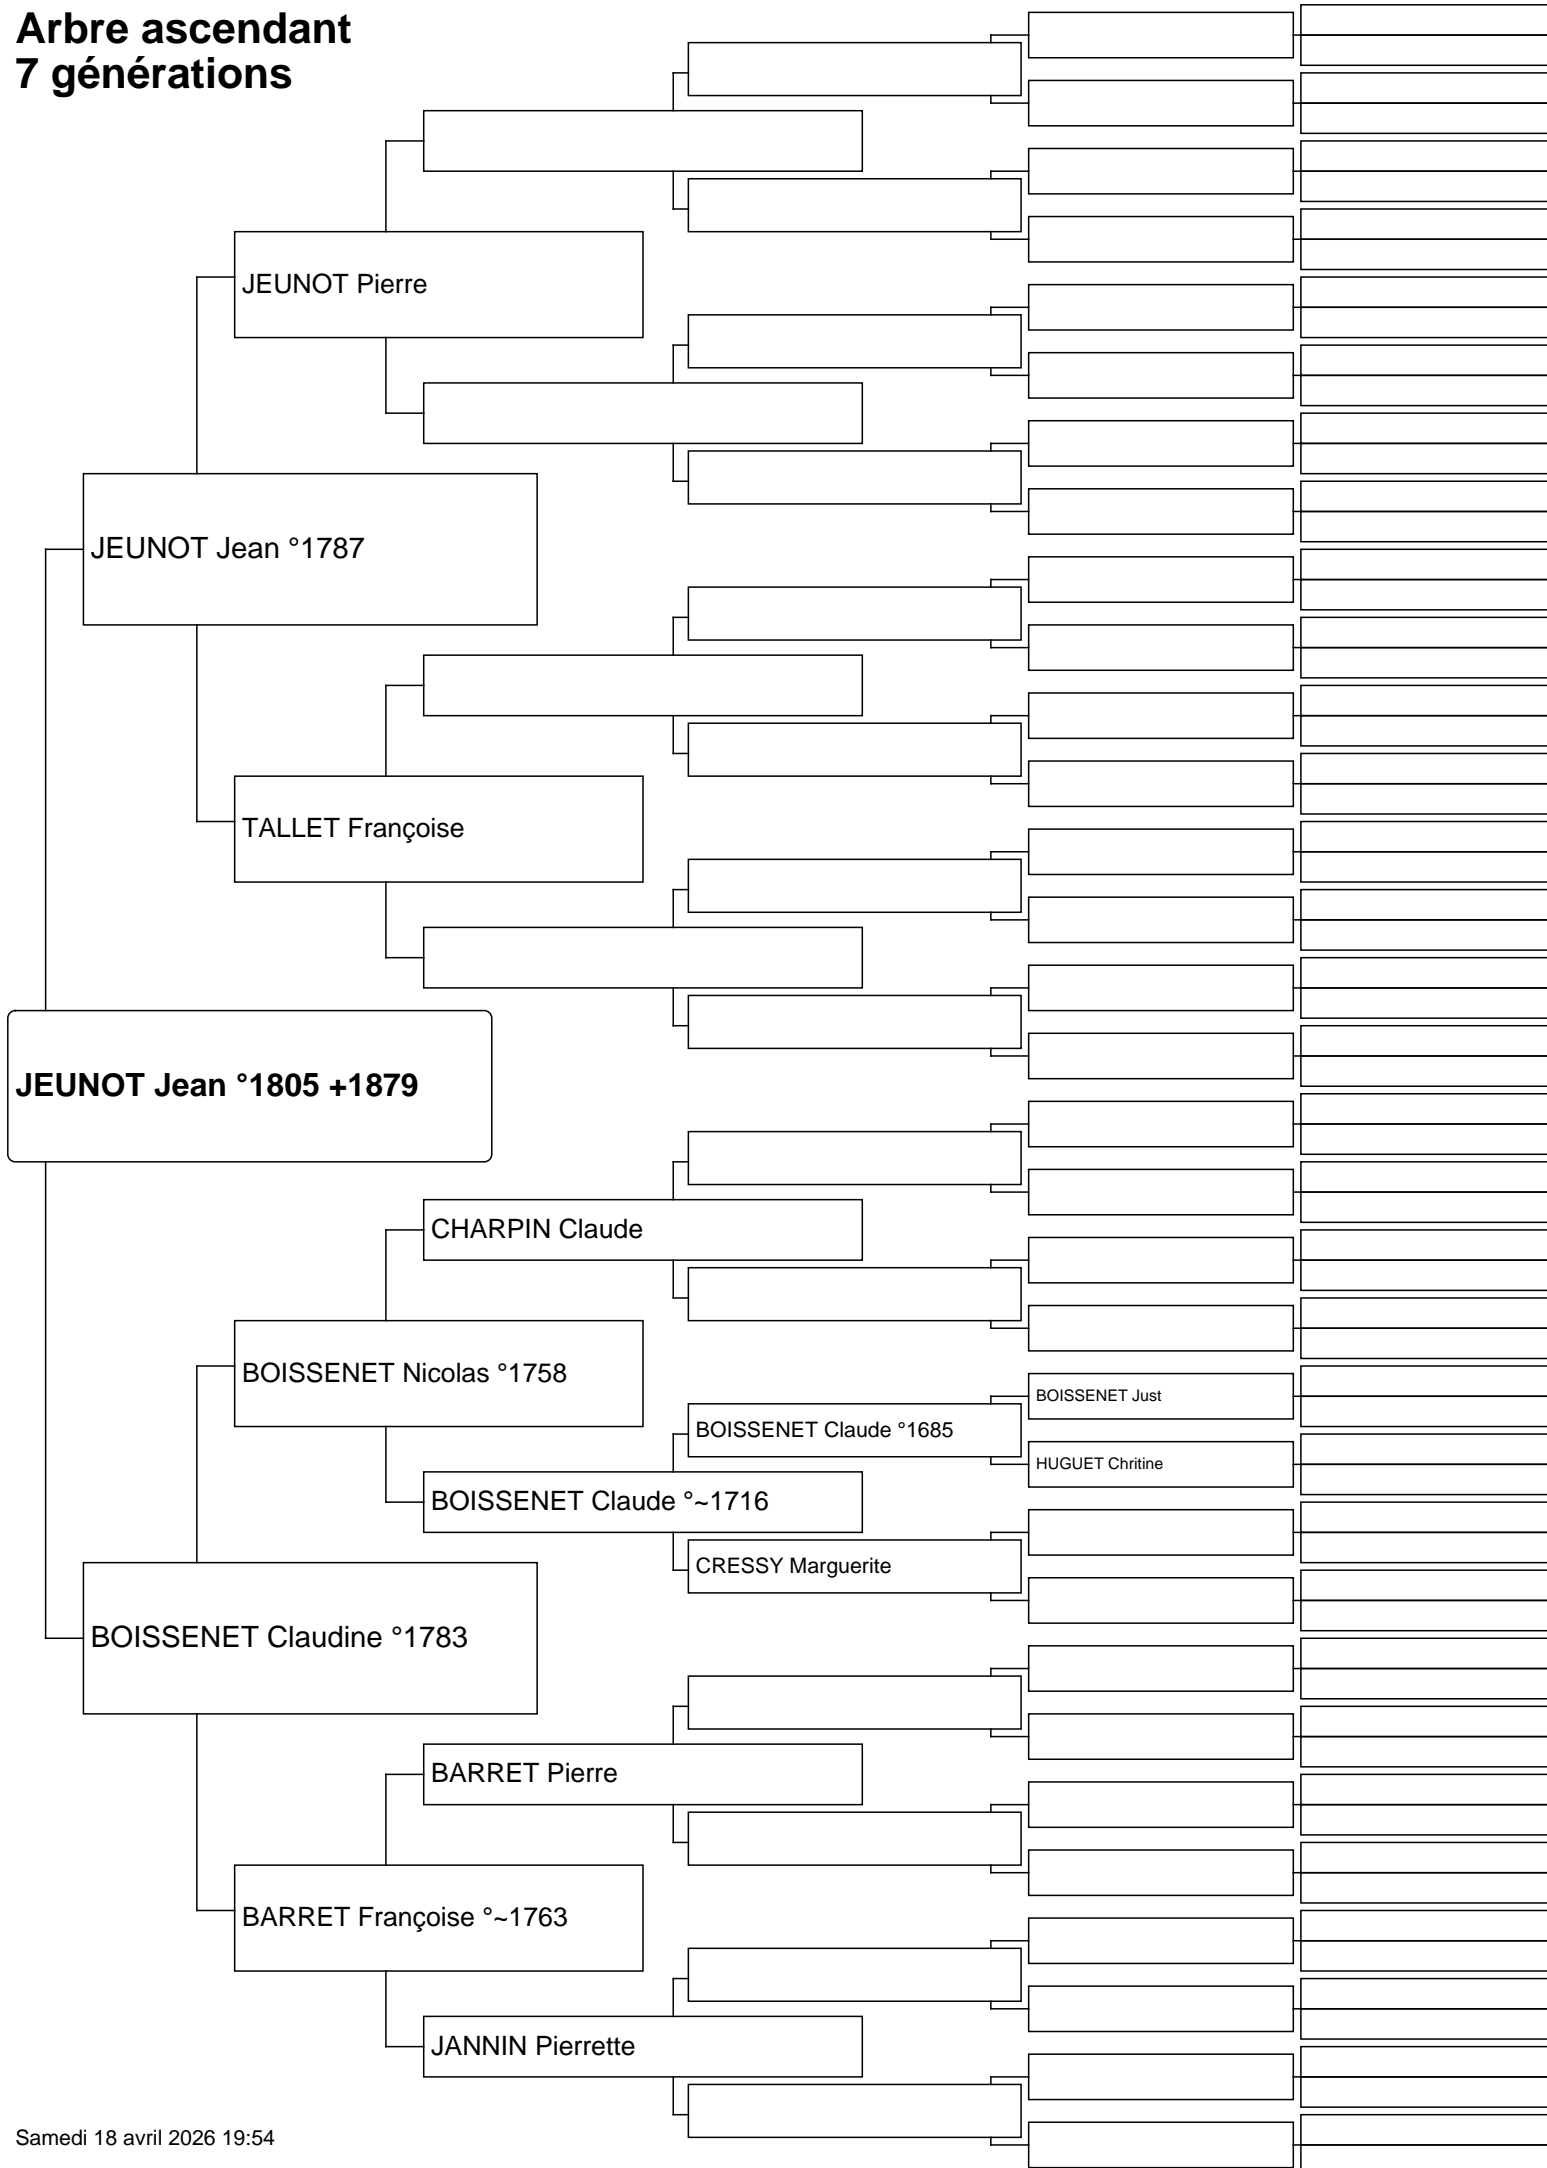 Arbre ascendant
7 générations
JEUNOT Pierre
JEUNOT Jean °1787
TALLET Françoise
JEUNOT Jean °1805 +1879
CHARPIN Claude
BOISSENET Nicolas °1758
BOISSENET Just
BOISSENET Claude °1685
HUGUET Chritine
BOISSENET Claude °~1716
CRESSY Marguerite
BOISSENET Claudine °1783
BARRET Pierre
BARRET Françoise °~1763
JANNIN Pierrette
Samedi 18 avril 2026 19:54